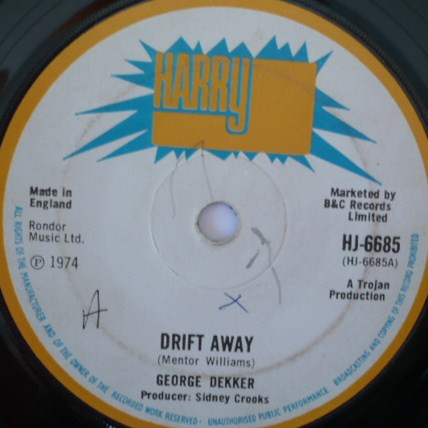 HARRY
Made in
England
Rondor
Music Ltd.
℗ 1974
Marketed by
B&C Records
Limited
HJ-6685
(HJ-6685A)
A Trojan
Production
A
x
DRIFT AWAY
(Mentor Williams)
GEORGE DEKKER
Producer: Sidney Crooks
ALL RIGHTS OF THE MANUFACTURER AND OF THE OWNER OF THE RECORDED WORK RESERVED · UNAUTHORISED PUBLIC PERFORMANCE, BROADCASTING AND COPYING OF THIS RECORD PROHIBITED